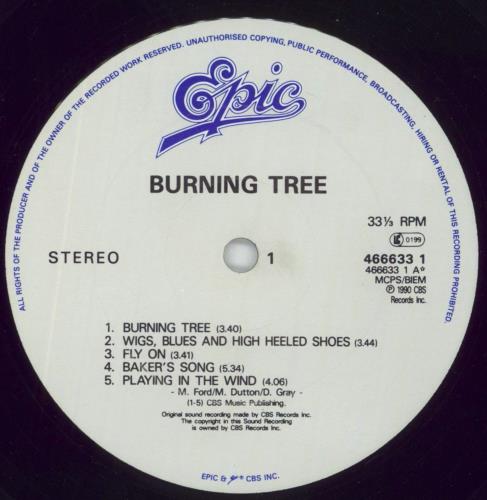 ALL RIGHTS OF THE PRODUCER AND OF THE OWNER OF THE RECORDED WORK RESERVED. UNAUTHORISED COPYING, PUBLIC PERFORMANCE, BROADCASTING. HIRING OR RENTAL OF THIS RECORDING PROHIBITED.
Epic
BURNING TREE
33⅓ RPM
0199
STEREO
1
466633 1
466633 1 A*
MCPS/BIEM
Ⓟ 1990 CBS
Records Inc.
1. BURNING TREE (3.40)
2. WIGS, BLUES AND HIGH HEELED SHOES (3.44)
3. FLY ON (3.41)
4. BAKER'S SONG (5.34)
5. PLAYING IN THE WIND (4.06)
- M. Ford/M. Dutton/D. Gray -
(1-5) CBS Music Publishing.
Original sound recording made by CBS Records Inc.
The copyright in this Sound Recording
is owned by CBS Records Inc.
EPIC & ® CBS INC.